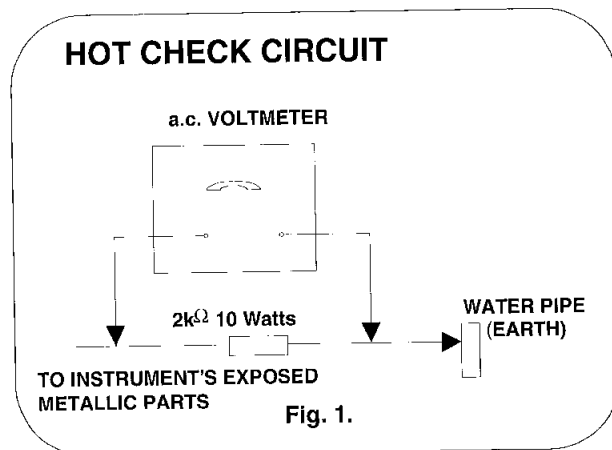 HOT CHECK CIRCUIT
a.c. VOLTMETER
2kΩ 10 Watts
WATER PIPE
(EARTH)
TO INSTRUMENT'S EXPOSED
METALLIC PARTS
Fig. 1.